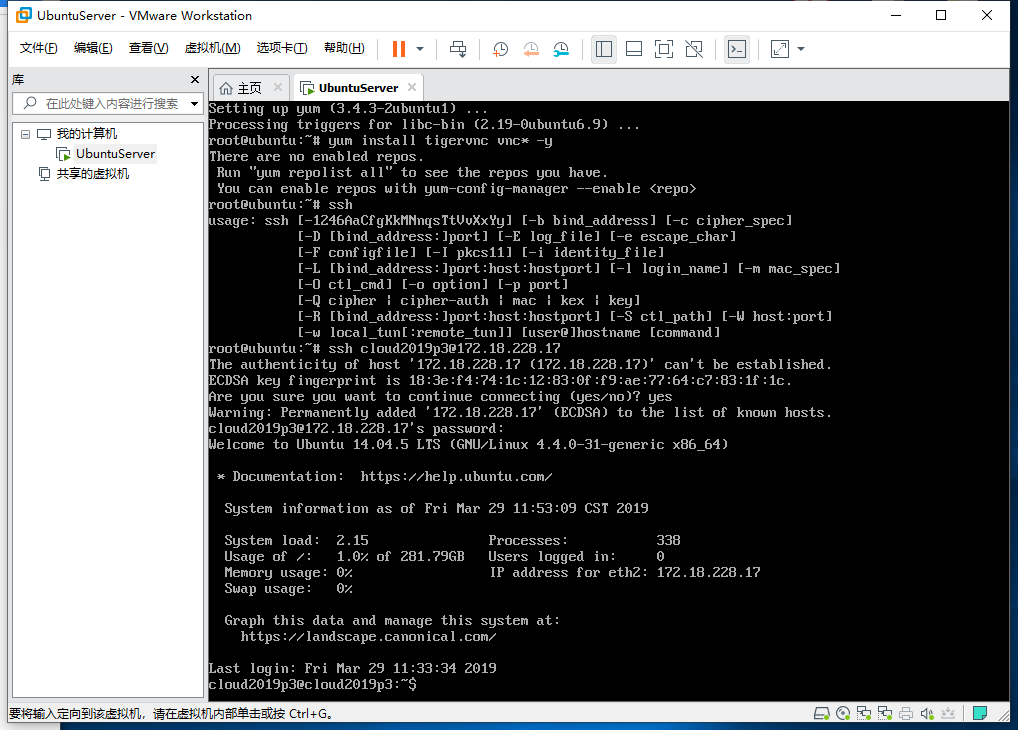 UbuntuServer - VMware Workstation
文件(F) 编辑(E) 查看(V) 虚拟机(M) 选项卡(T) 帮助(H)
库
在此处键入内容进行搜索
我的计算机
UbuntuServer
共享的虚拟机
主页 UbuntuServer
Setting up yum (3.4.3-2ubuntu1) ...
Processing triggers for libc-bin (2.19-0ubuntu6.9) ...
root@ubuntu:~# yum install tigervnc vnc* -y
There are no enabled repos.
Run "yum repolist all" to see the repos you have.
You can enable repos with yum-config-manager --enable <repo>
root@ubuntu:~# ssh
usage: ssh [-1246AaCfgKkMNnqsTtVvXxYy] [-b bind_address] [-c cipher_spec]
[-D [bind_address:]port] [-E log_file] [-e escape_char]
[-F configfile] [-I pkcs11] [-i identity_file]
[-L [bind_address:]port:host:hostport] [-l login_name] [-m mac_spec]
[-O ctl_cmd] [-o option] [-p port]
[-Q cipher | cipher-auth | mac | kex | key]
[-R [bind_address:]port:host:hostport] [-S ctl_path] [-W host:port]
[-w local_tun[:remote_tun]] [user@]hostname [command]
root@ubuntu:~# ssh cloud2019p3@172.18.228.17
The authenticity of host '172.18.228.17 (172.18.228.17)' can't be established.
ECDSA key fingerprint is 18:3e:f4:74:1c:12:83:0f:f9:ae:77:64:c7:83:1f:1c.
Are you sure you want to continue connecting (yes/no)? yes
Warning: Permanently added '172.18.228.17' (ECDSA) to the list of known hosts.
cloud2019p3@172.18.228.17's password:
Welcome to Ubuntu 14.04.5 LTS (GNU/Linux 4.4.0-31-generic x86_64)
* Documentation: https://help.ubuntu.com/
System information as of Fri Mar 29 11:53:09 CST 2019
System load: 2.15 Processes: 338
Usage of /: 1.0% of 281.79GB Users logged in: 0
Memory usage: 0% IP address for eth2: 172.18.228.17
Swap usage: 0%
Graph this data and manage this system at:
https://landscape.canonical.com/
Last login: Fri Mar 29 11:33:34 2019
cloud2019p3@cloud2019p3:~$
要将输入定向到该虚拟机，请在虚拟机内部单击或按 Ctrl+G。